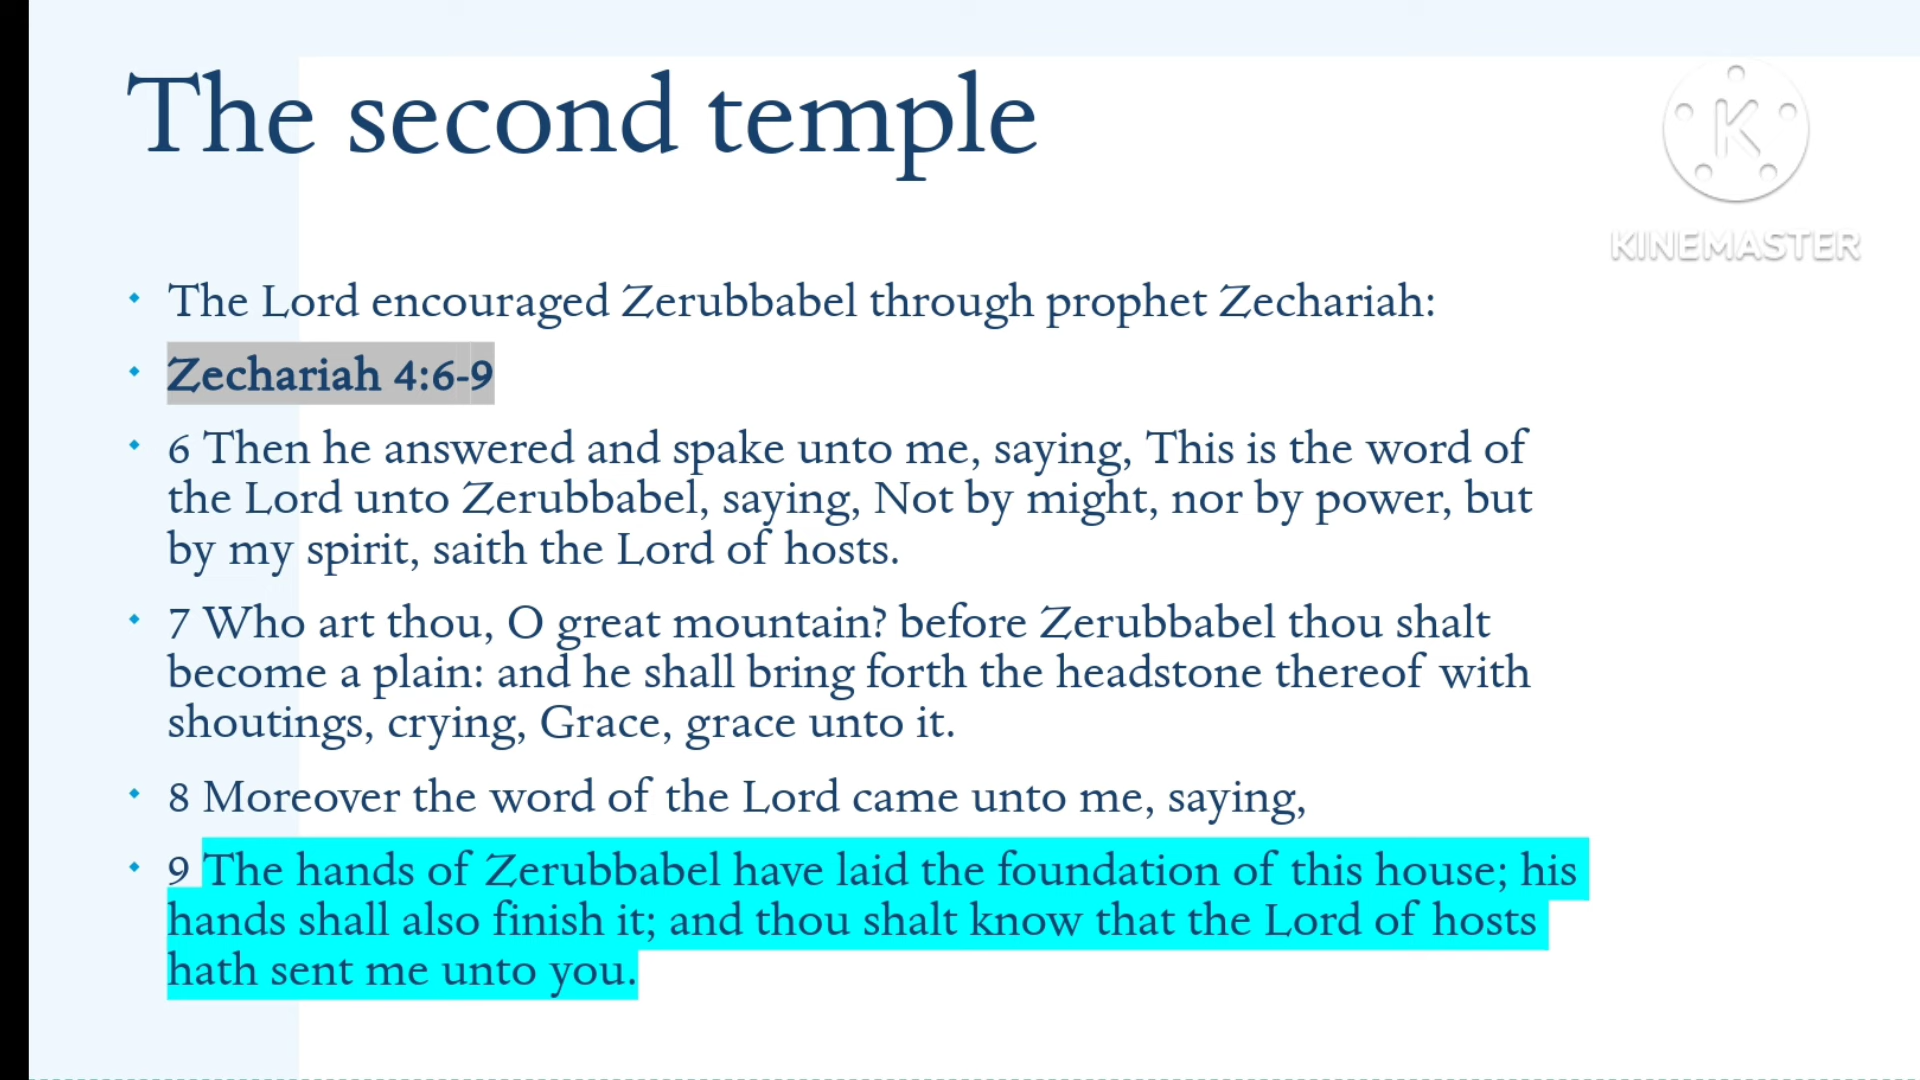 The second temple
K
KINEMASTER
The Lord encouraged Zerubbabel through prophet Zechariah:
Zechariah 4:6-9
6 Then he answered and spake unto me, saying, This is the word of
the Lord unto Zerubbabel, saying, Not by might, nor by power, but
by my spirit, saith the Lord of hosts.
7 Who art thou, O great mountain? before Zerubbabel thou shalt
become a plain: and he shall bring forth the headstone thereof with
shoutings, crying, Grace, grace unto it.
8 Moreover the word of the Lord came unto me, saying,
9 The hands of Zerubbabel have laid the foundation of this house; his
hands shall also finish it; and thou shalt know that the Lord of hosts
hath sent me unto you.